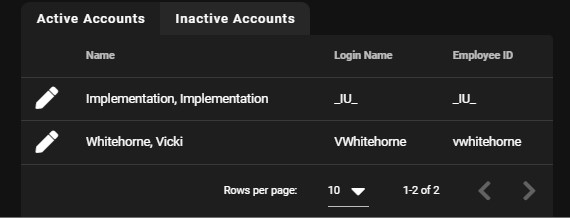 Active Accounts Inactive Accounts
Name Login Name Employee ID
Implementation, Implementation _IU_ _IU_
Whitehorne, Vicki VWhitehorne vwhitehorne
Rows per page: 10 1-2 of 2